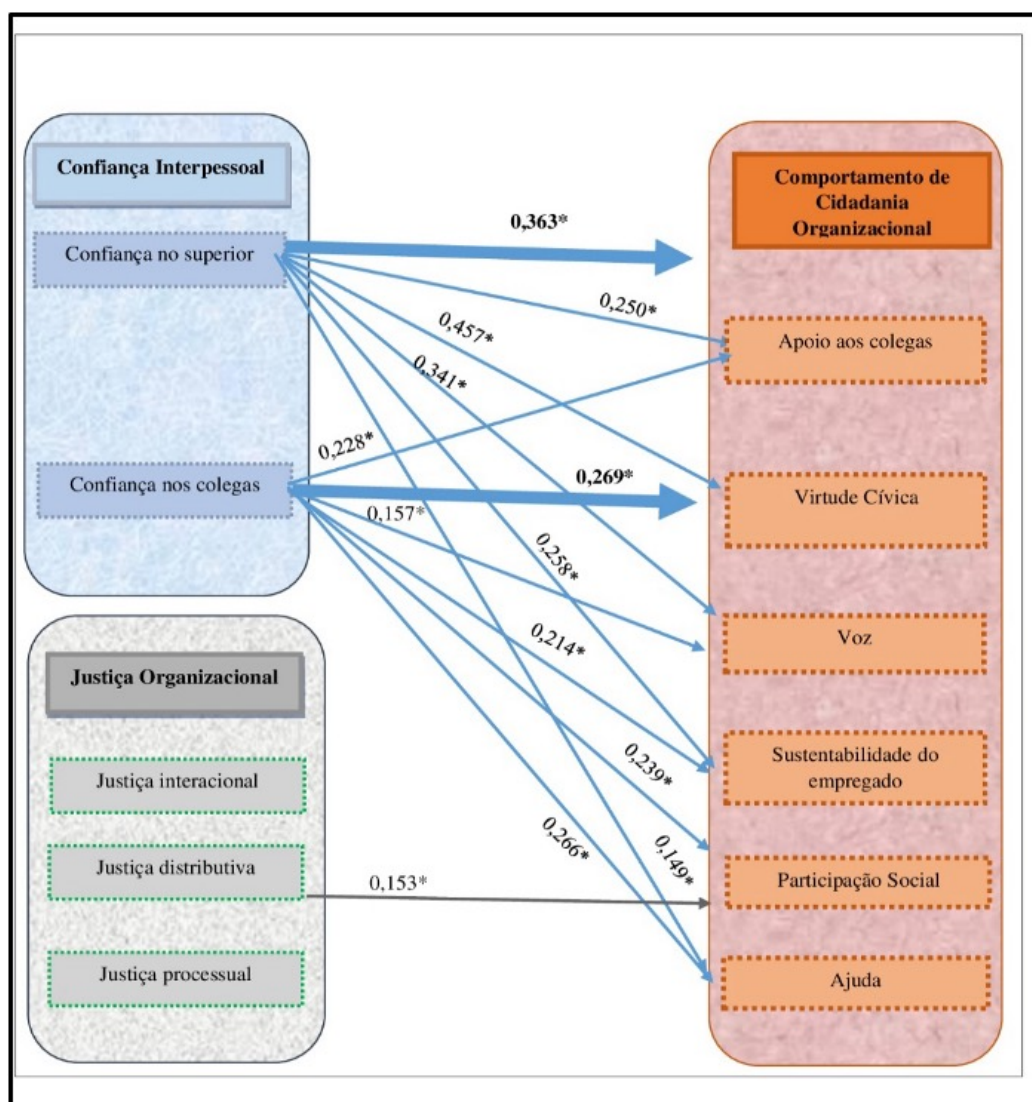 Confiança Interpessoal
Confiança no superior
Confiança nos colegas
Justiça Organizacional
Justiça interacional
Justiça distributiva
Justiça processual
0,363*
0,250*
0,457*
0,341*
0,228*
0,269*
0,157*
0,258*
0,214*
0,239*
0,266*
0,149*
0,153*
Comportamento de
Cidadania
Organizacional
Apoio aos colegas
Virtude Cívica
Voz
Sustentabilidade do
empregado
Participação Social
Ajuda